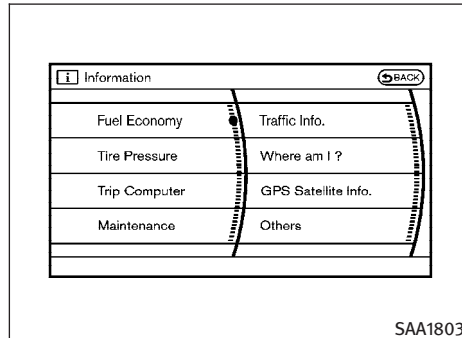 i Information BACK
Fuel Economy Traffic Info.
Tire Pressure Where am I ?
Trip Computer GPS Satellite Info.
Maintenance Others
SAA1803